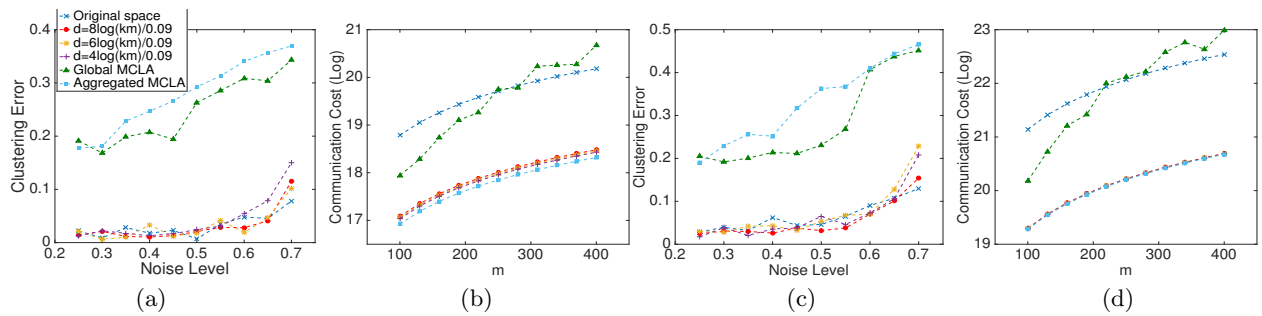 Original space
d=8log(km)/0.09
d=6log(km)/0.09
d=4log(km)/0.09
Global MCLA
Aggregated MCLA
Clustering Error
0.4
0.3
0.2
0.1
0
0.2 0.3 0.4 0.5 0.6 0.7
Noise Level
(a)
Communication Cost (Log)
21
20
19
18
17
100 200 300 400
m
(b)
Clustering Error
0.5
0.4
0.3
0.2
0.1
0
0.2 0.3 0.4 0.5 0.6 0.7
Noise Level
(c)
Communication Cost (Log)
23
22
21
20
19
100 200 300 400
m
(d)